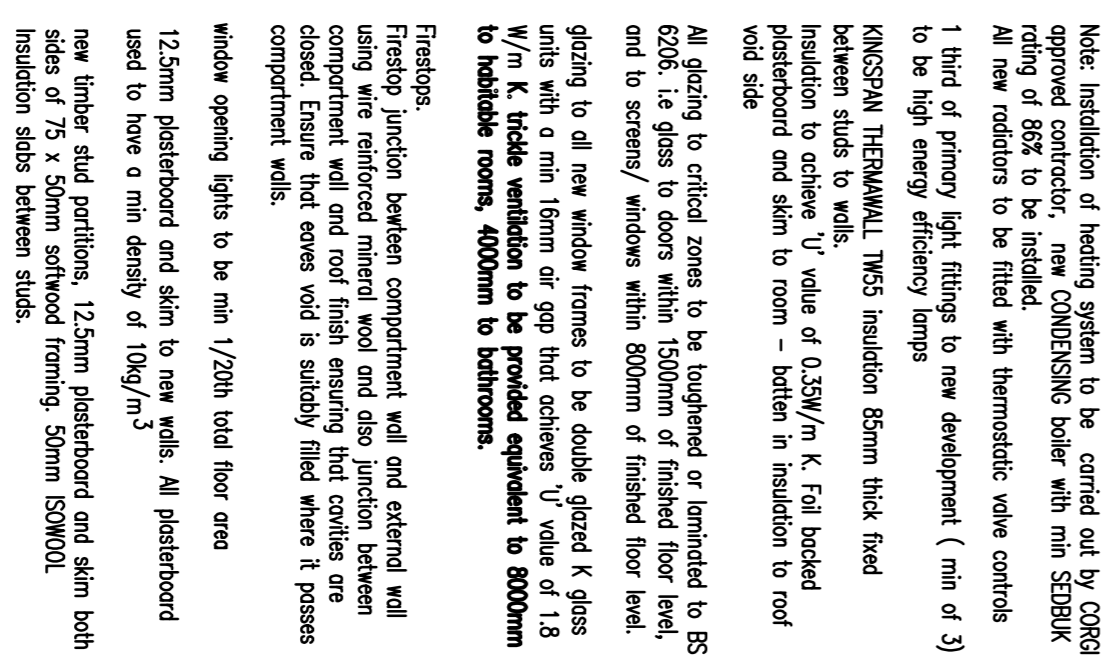 Note: Installation of heating system to be carried out by CORGI
approved contractor, new CONDENSING boiler with min SEDBUK
rating of 86% to be installed.
All new radiators to be fitted with thermostatic valve controls
1 third of primary light fittings to new development ( min of 3)
to be high energy efficiency lamps
KINGSPAN THERMAWALL TW55 insulation 85mm thick fixed
between studs to walls.
Insulation to achieve 'U' value of 0.35W/m K. Foil backed
plasterboard and skim to room – batten in insulation to roof
void side
All glazing to critical zones to be toughened or laminated to BS
6206. i.e glass to doors within 1500mm of finished floor level,
and to screens/ windows within 800mm of finished floor level.
glazing to all new window frames to be double glazed K glass
units with a min 16mm air gap that achieves 'U' value of 1.8
W/m K. trickle ventilation to be provided equivalent to 8000mm
to habitable rooms, 4000mm to bathrooms.
Firestops.
Firestop junction bewteen compartment wall and external wall
using wire reinforced mineral wool and also junction between
compartment wall and roof finish ensuring that cavities are
closed. Ensure that eaves void is suitably filled where it passes
compartment walls.
window opening lights to be min 1/20th total floor area
12.5mm plasterboard and skim to new walls. All plasterboard
used to have a min density of 10kg/m³
new timber stud partitions, 12.5mm plasterboard and skim both
sides of 75 x 50mm softwood framing. 50mm ISOWOOL
Insulation slabs between studs.